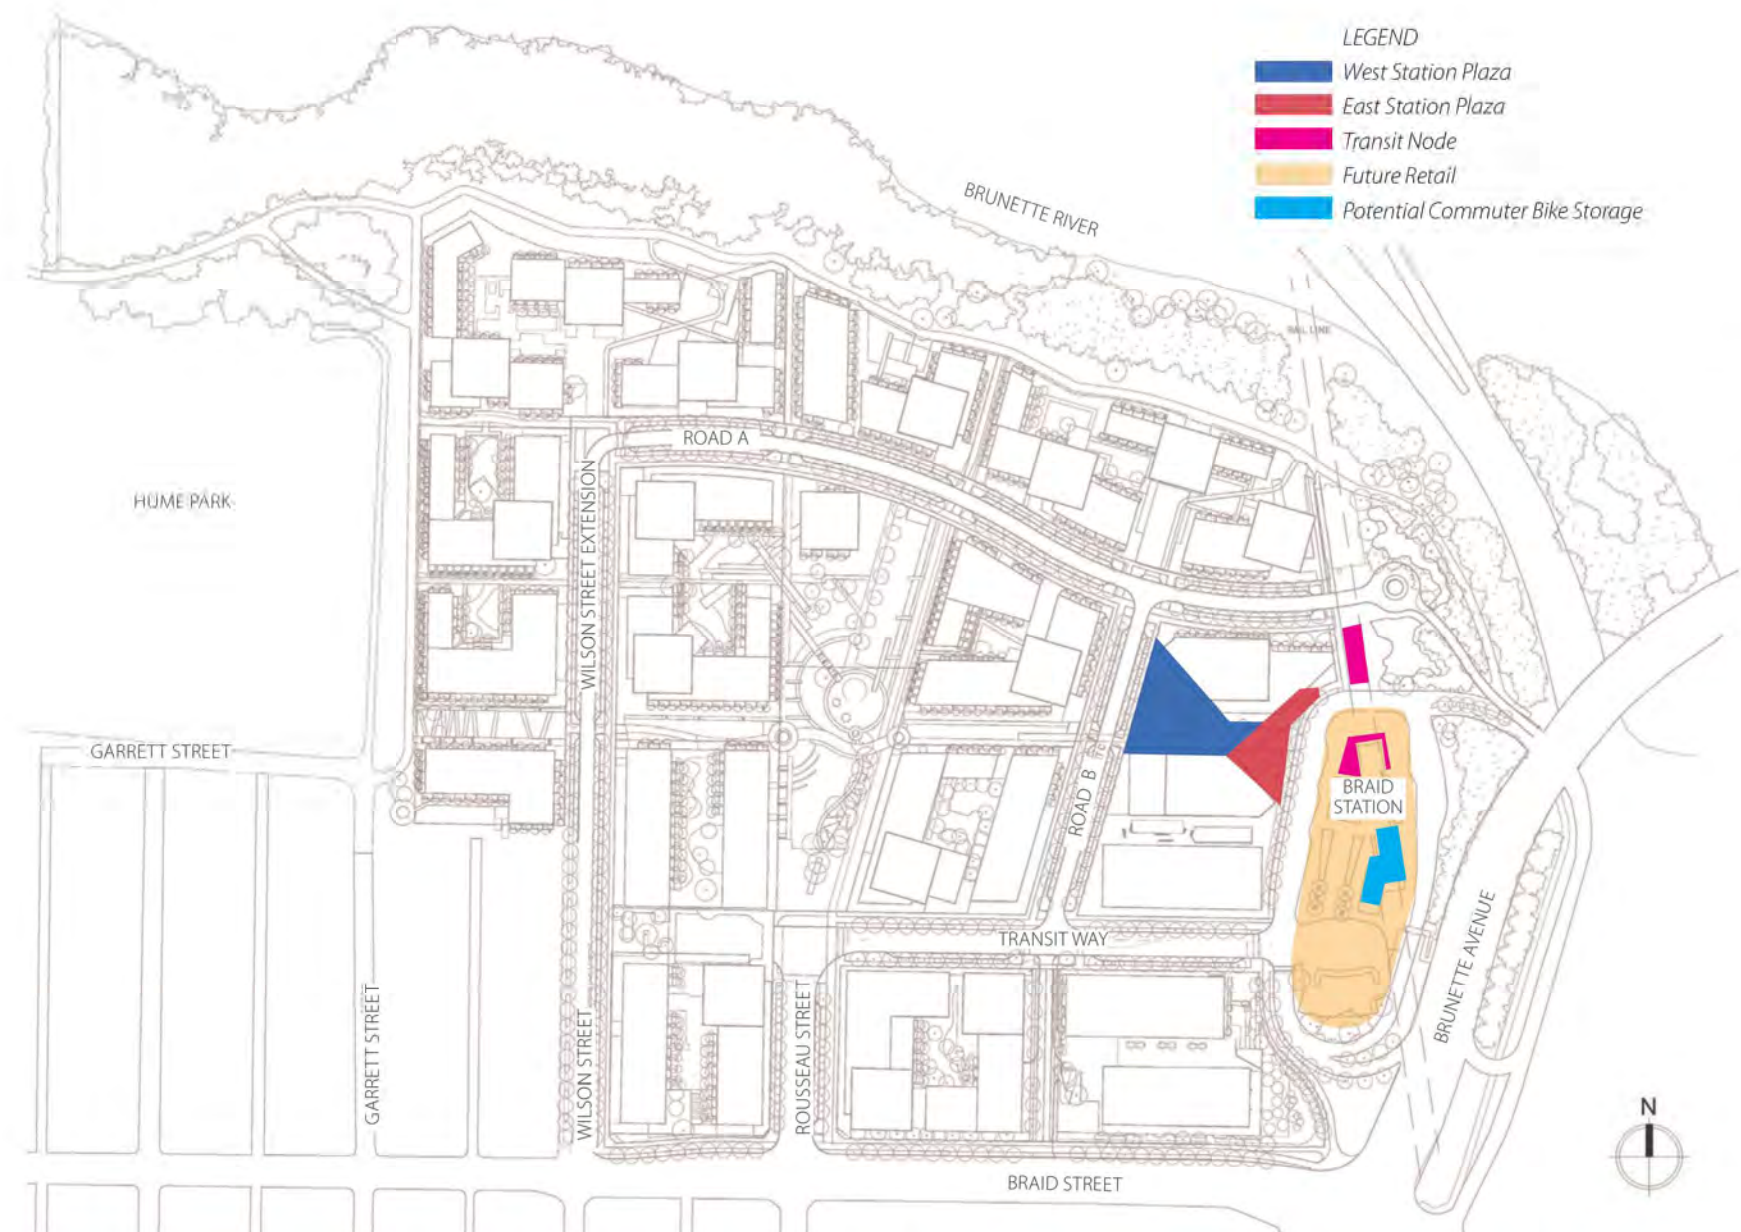 LEGEND
West Station Plaza
East Station Plaza
Transit Node
Future Retail
Potential Commuter Bike Storage
BRUNETTE RIVER
RAIL LINE
ROAD A
HUME PARK
WILSON STREET EXTENSION
GARRETT STREET
ROAD B
BRAID
STATION
TRANSIT WAY
BRUNETTE AVENUE
GARRETT STREET
WILSON STREET
ROUSSEAU STREET
N
BRAID STREET